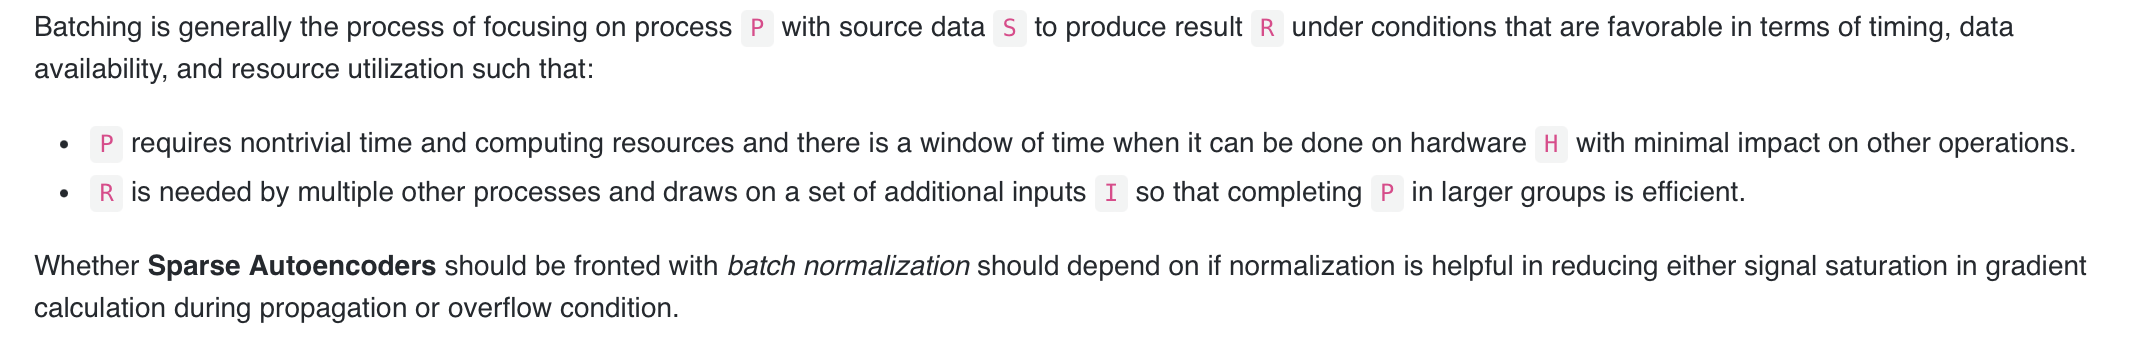 Batching is generally the process of focusing on process P with source data S to produce result R under conditions that are favorable in terms of timing, data
availability, and resource utilization such that:
• P requires nontrivial time and computing resources and there is a window of time when it can be done on hardware H with minimal impact on other operations.
• R is needed by multiple other processes and draws on a set of additional inputs I so that completing P in larger groups is efficient.
Whether Sparse Autoencoders should be fronted with batch normalization should depend on if normalization is helpful in reducing either signal saturation in gradient
calculation during propagation or overflow condition.